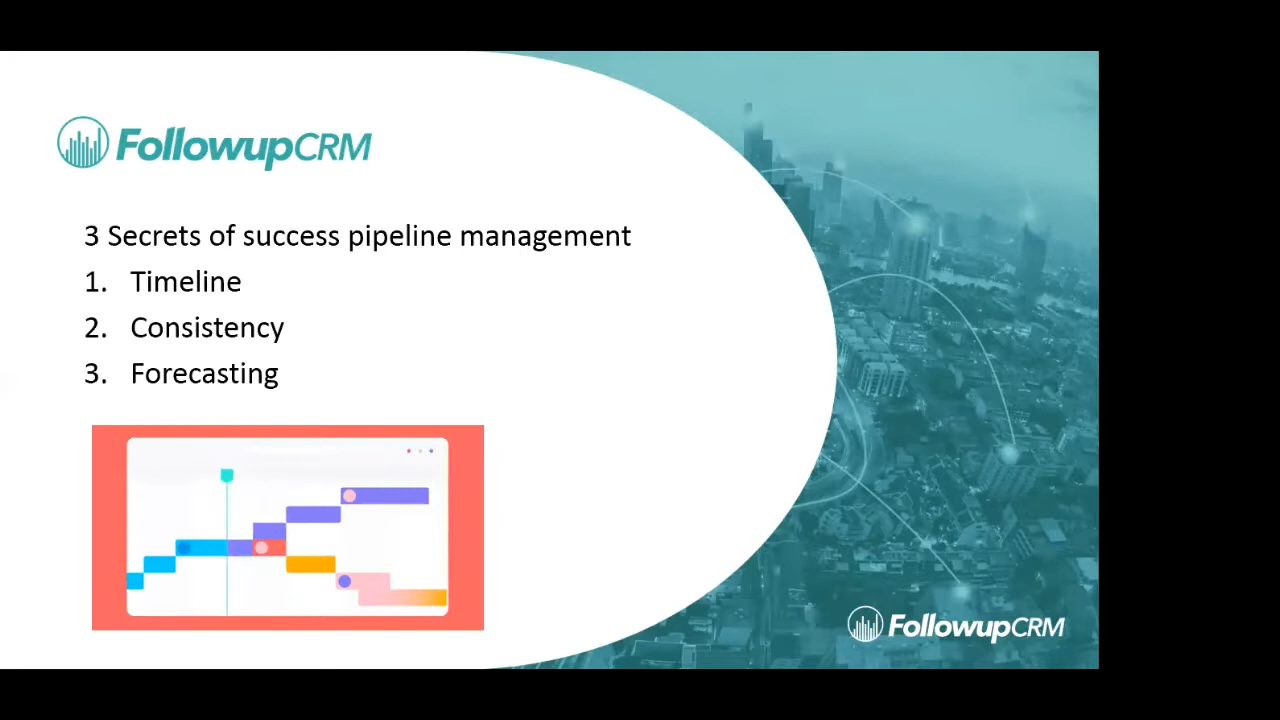 FollowupCRM
3 Secrets of success pipeline management
1. Timeline
2. Consistency
3. Forecasting
FollowupCRM